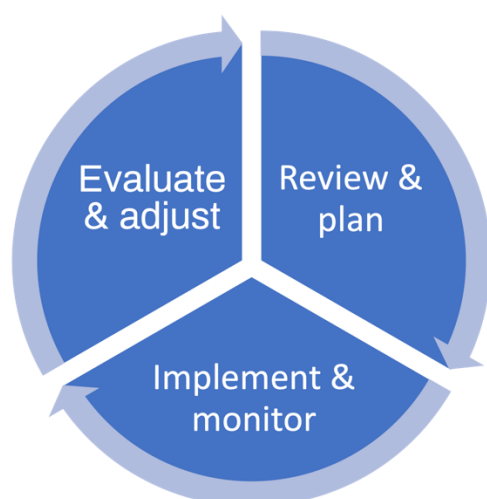 Evaluate
& adjust
Review &
plan
Implement &
monitor